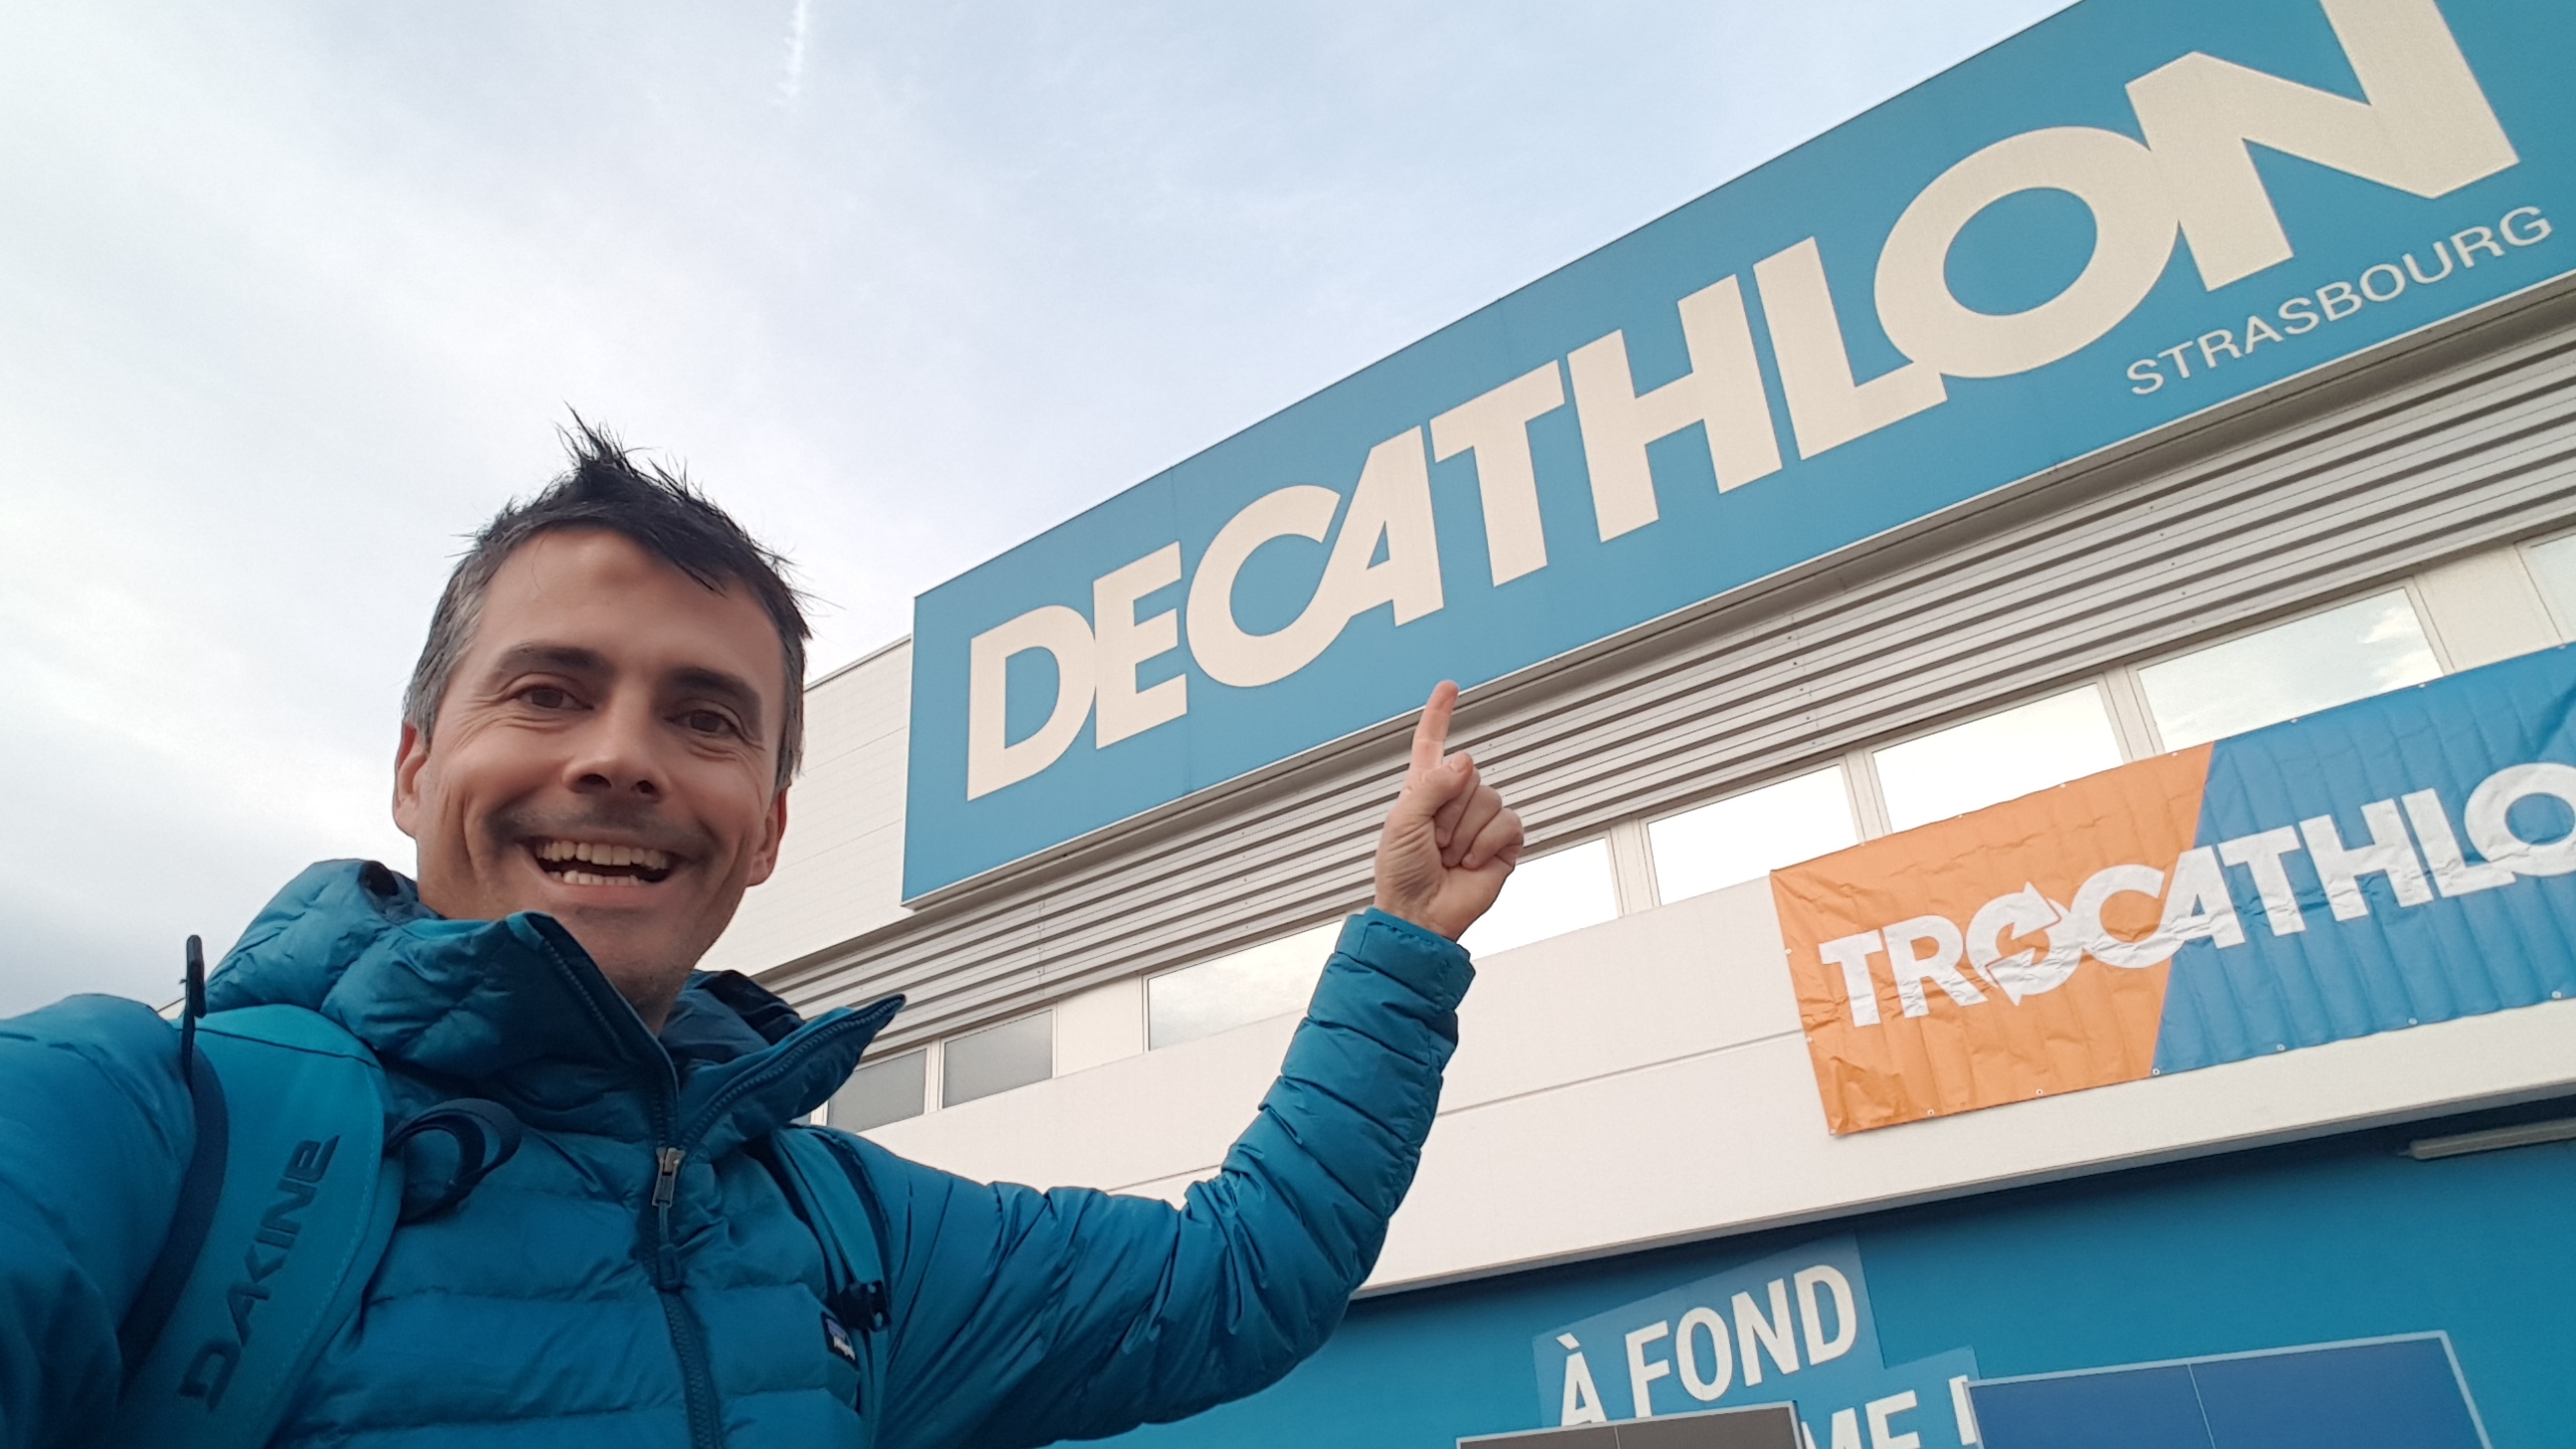 DECATHLON
STRASBOURG
TROCATHLO
À FOND
DAKINE